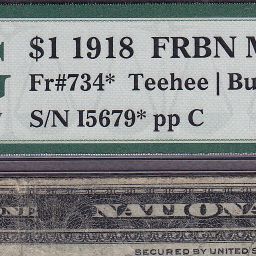 $1 1918 FRBN M
Fr#734* Teehee | Bu
S/N I5679* pp C
NATIONA
SECURED BY UNITED S